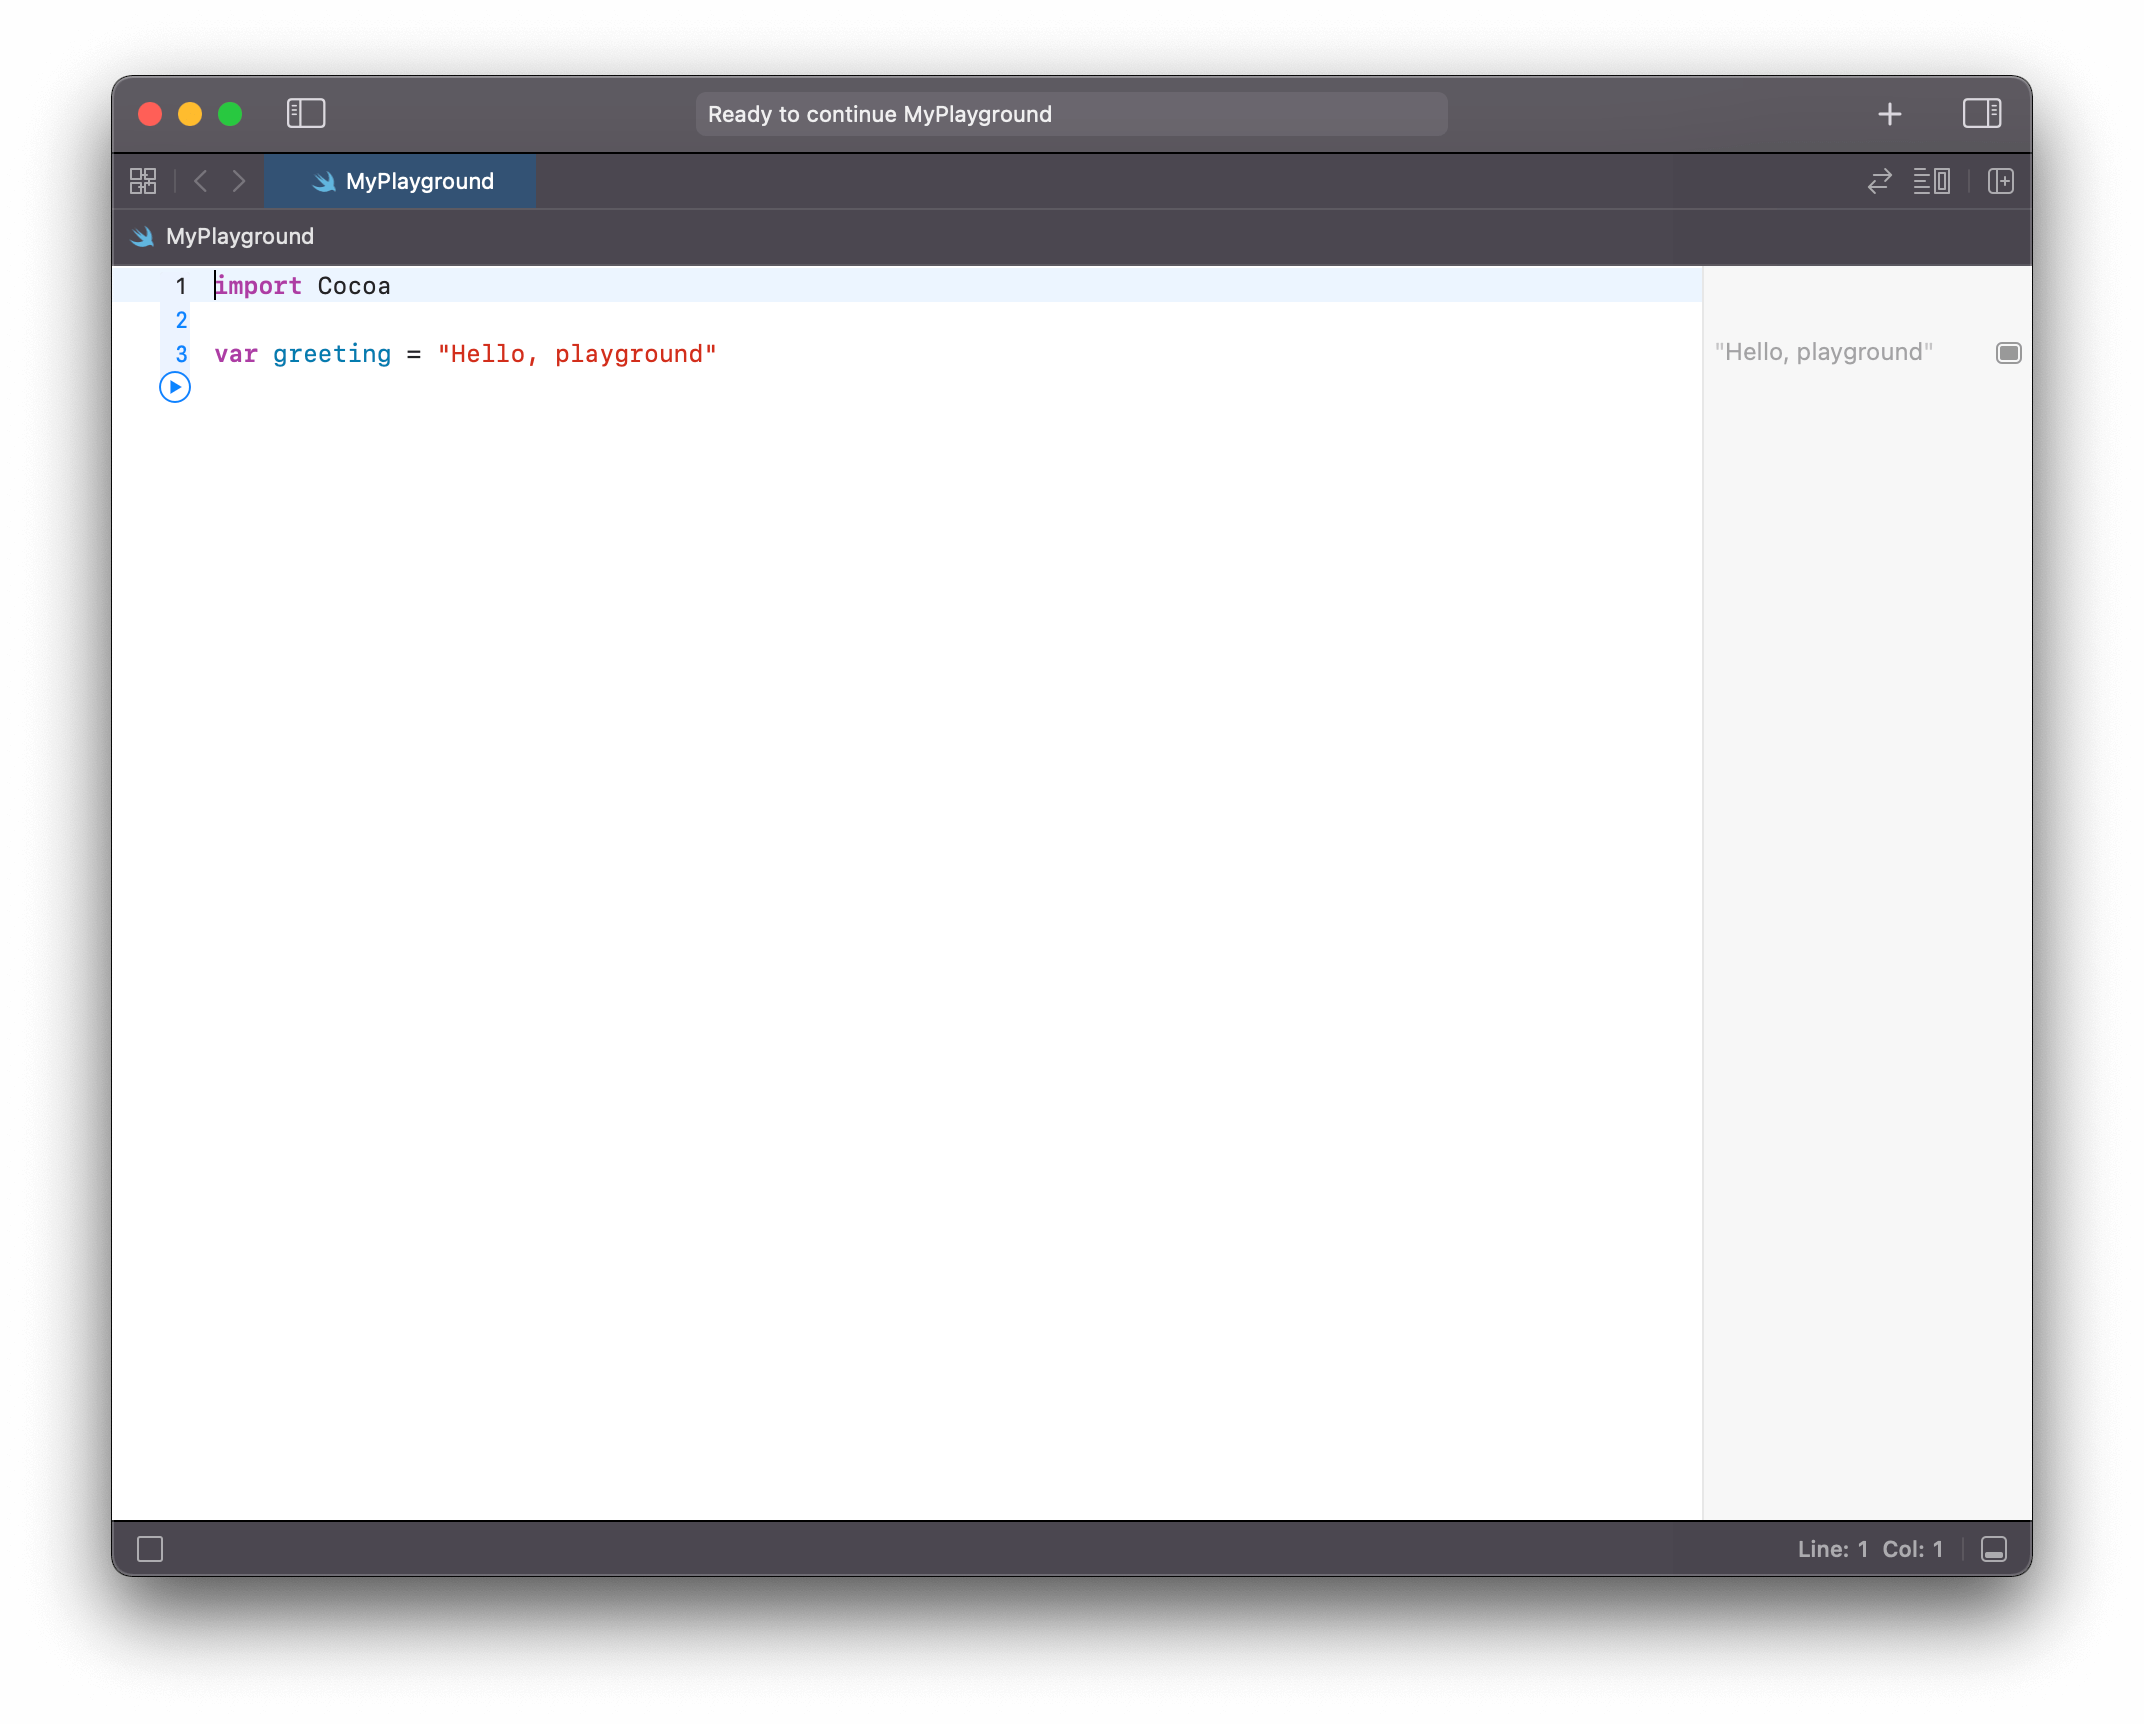 Ready to continue MyPlayground
MyPlayground
MyPlayground
1 import Cocoa
2
3 var greeting = "Hello, playground"
"Hello, playground"
Line: 1 Col: 1